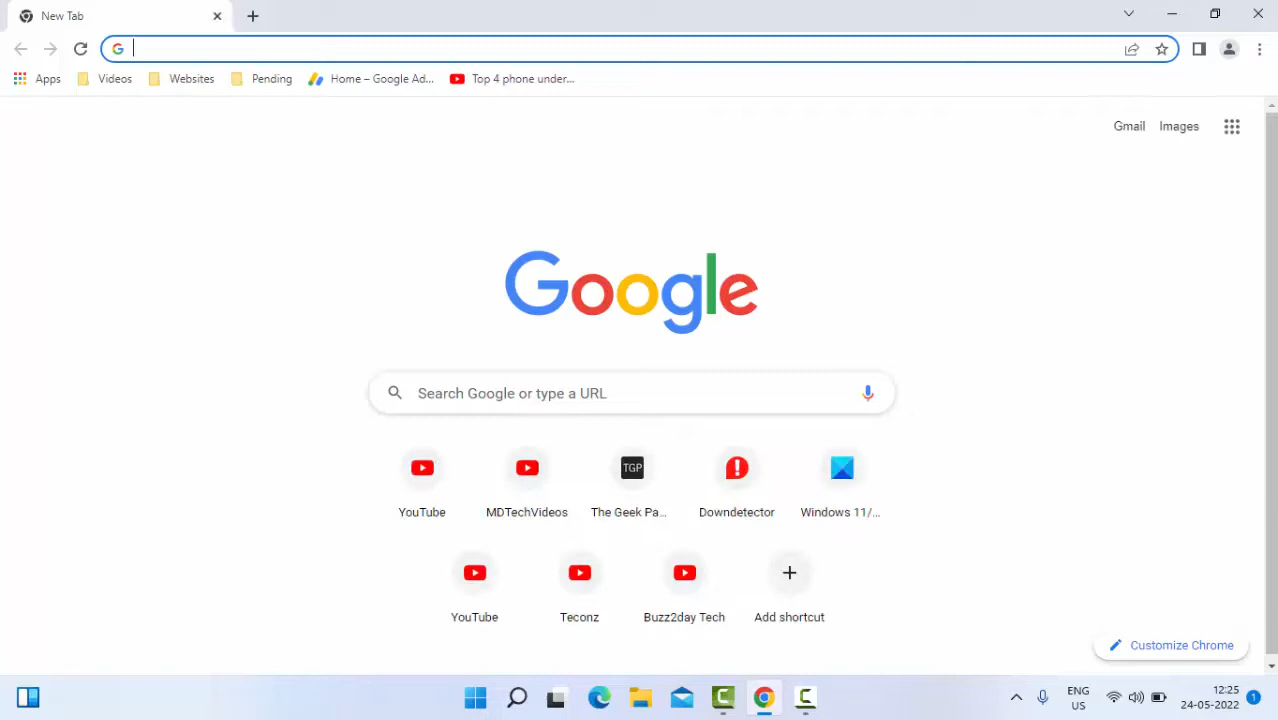 New Tab
Apps Videos Websites Pending Home – Google Ad... Top 4 phone under...
Gmail Images
Google
Search Google or type a URL
YouTube MDTechVideos The Geek Pa... Downdetector Windows 11/...
TGP
YouTube Teconz Buzz2day Tech Add shortcut
Customize Chrome
ENG 12:25
US 24-05-2022 1